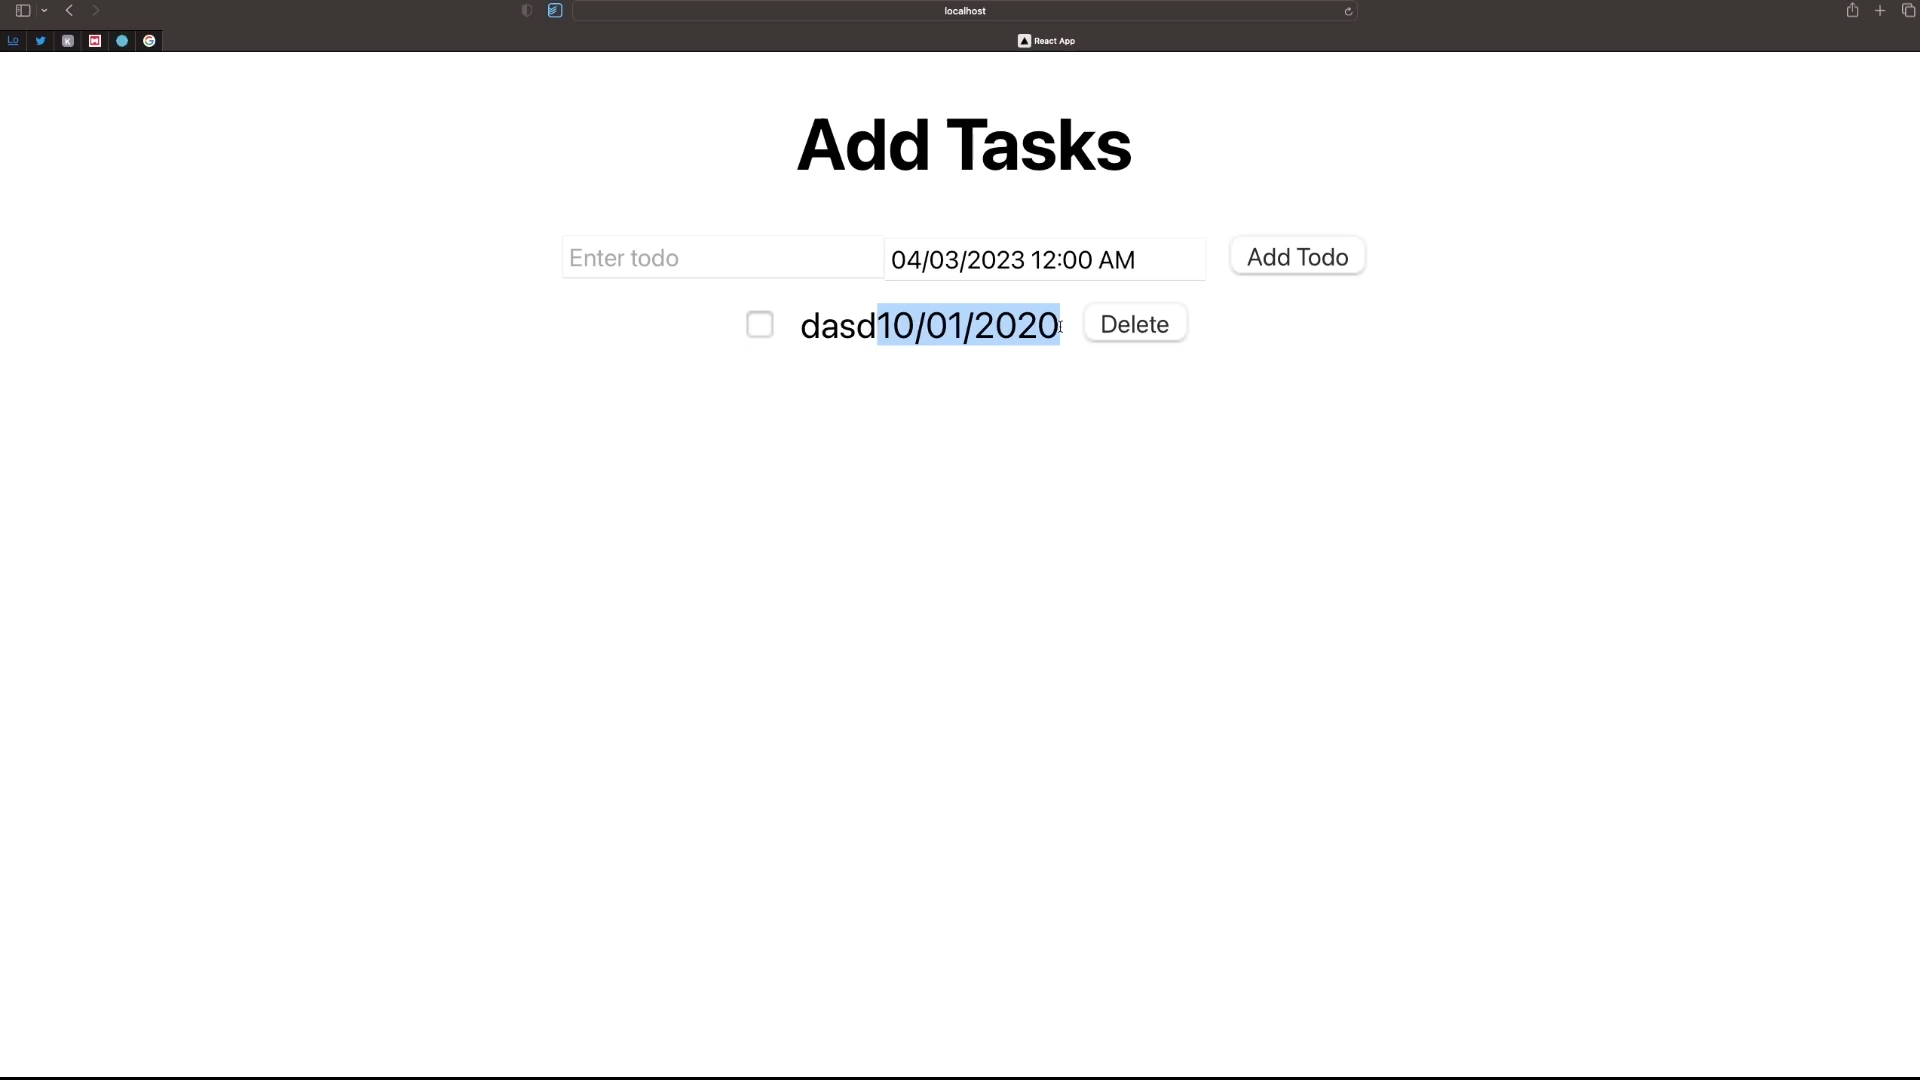 localhost
Lo
React App
Add Tasks
Enter todo 04/03/2023 12:00 AM Add Todo
dasd10/01/2020 Delete